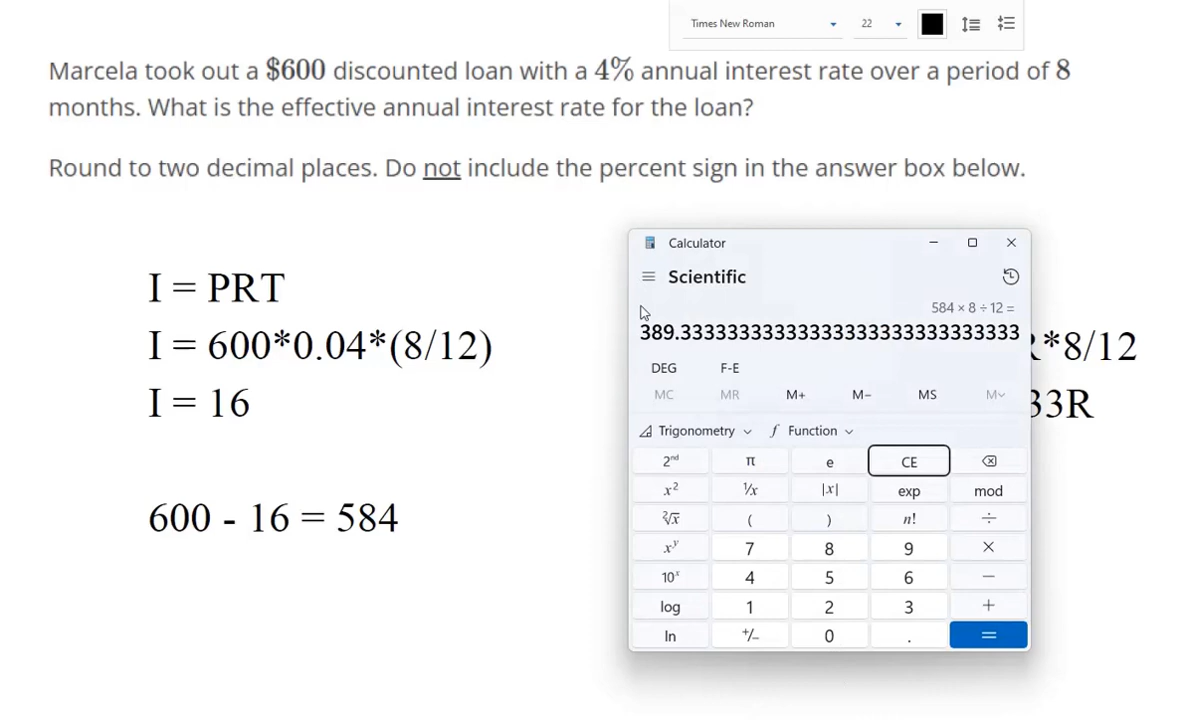 Times New Roman 22
Marcela took out a $600 discounted loan with a 4% annual interest rate over a period of 8
months. What is the effective annual interest rate for the loan?
Round to two decimal places. Do not include the percent sign in the answer box below.
Calculator
Scientific
584 × 8 ÷ 12 =
389.33333333333333333333333333333
DEG F-E
MC MR M+ M− MS M
Trigonometry f Function
2nd π e CE
x² ⅟x |x| exp mod
²√x ( ) n! ÷
xʸ 7 8 9 ×
10ˣ 4 5 6 −
log 1 2 3 +
ln +/− 0 . =
I = PRT
I = 600*0.04*(8/12)
I = 16
600 - 16 = 584
*8/12
33R